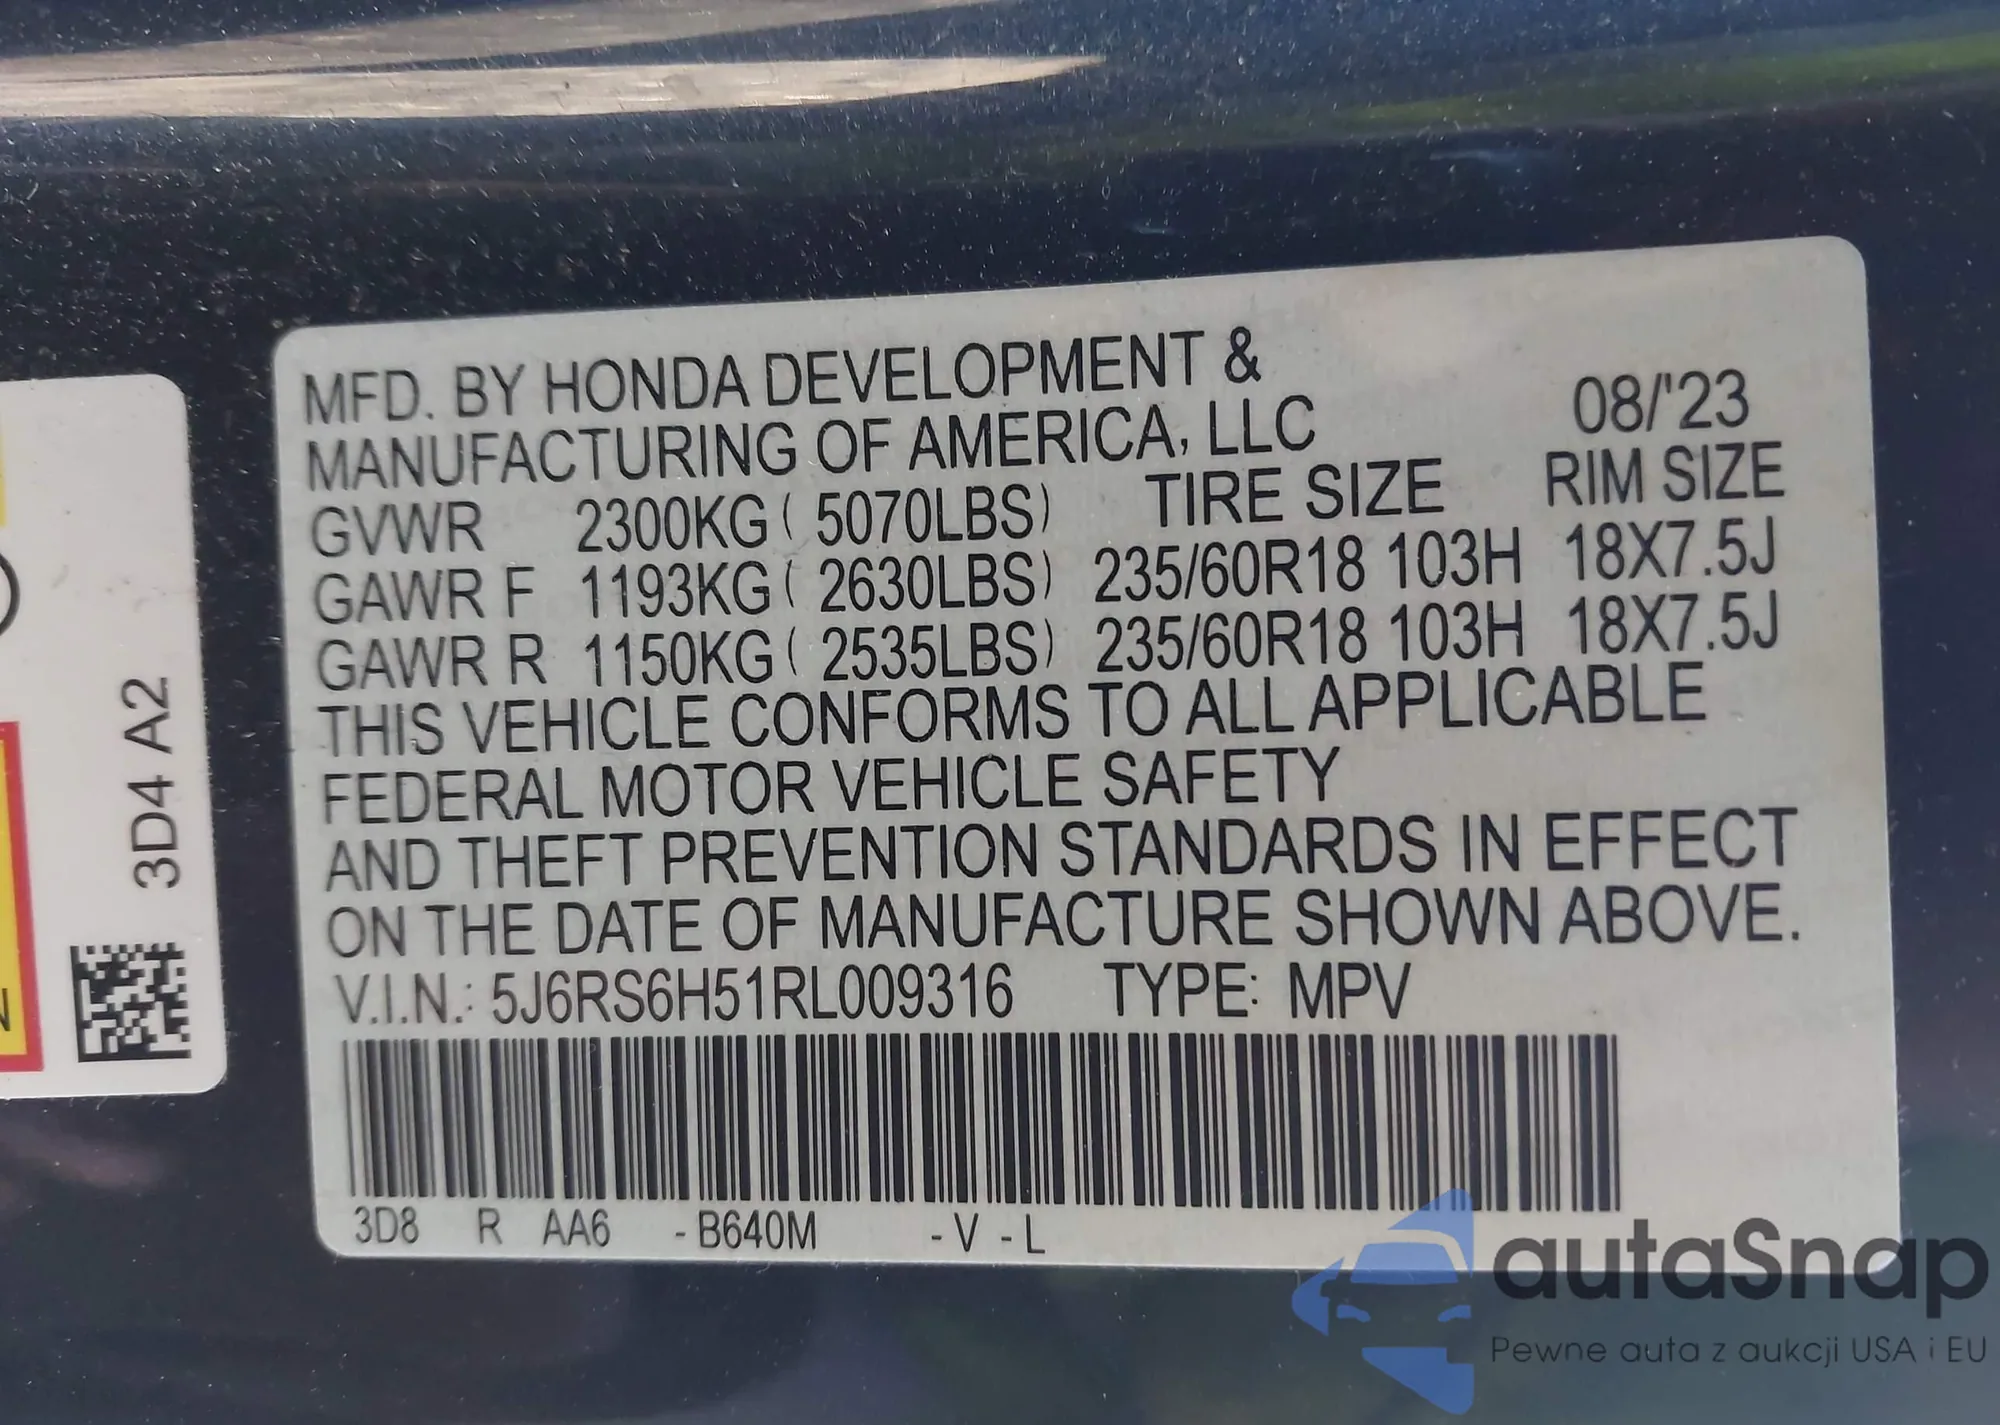 MFD. BY HONDA DEVELOPMENT &
MANUFACTURING OF AMERICA, LLC 08/'23
GVWR 2300KG ( 5070LBS) TIRE SIZE RIM SIZE
GAWR F 1193KG ( 2630LBS) 235/60R18 103H 18X7.5J
GAWR R 1150KG ( 2535LBS) 235/60R18 103H 18X7.5J
THIS VEHICLE CONFORMS TO ALL APPLICABLE
FEDERAL MOTOR VEHICLE SAFETY
AND THEFT PREVENTION STANDARDS IN EFFECT
ON THE DATE OF MANUFACTURE SHOWN ABOVE.
V.I.N.: 5J6RS6H51RL009316 TYPE: MPV
3D8 R AA6 -B640M -V -L
3D4 A2
N
autaSnap
Pewne auta z aukcji USA i EU